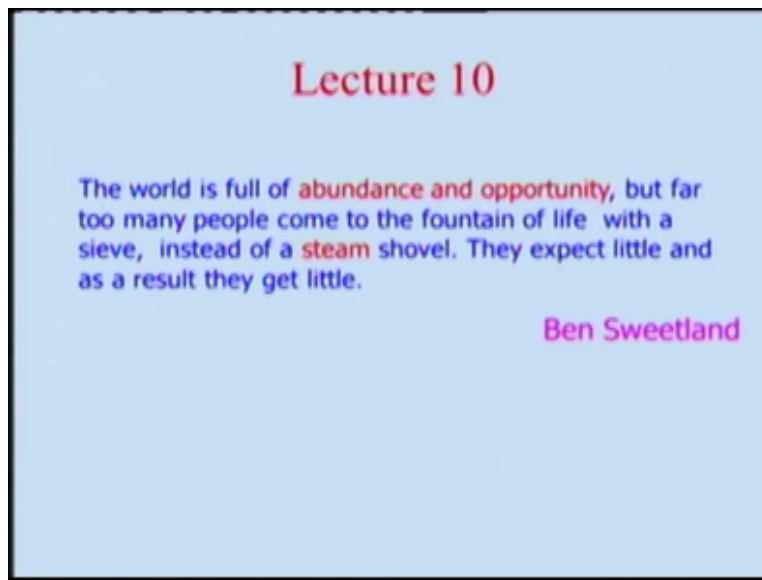 Lecture 10
The world is full of abundance and opportunity, but far
too many people come to the fountain of life  with a
sieve,  instead of a steam shovel. They expect little and
as a result they get little.
Ben Sweetland